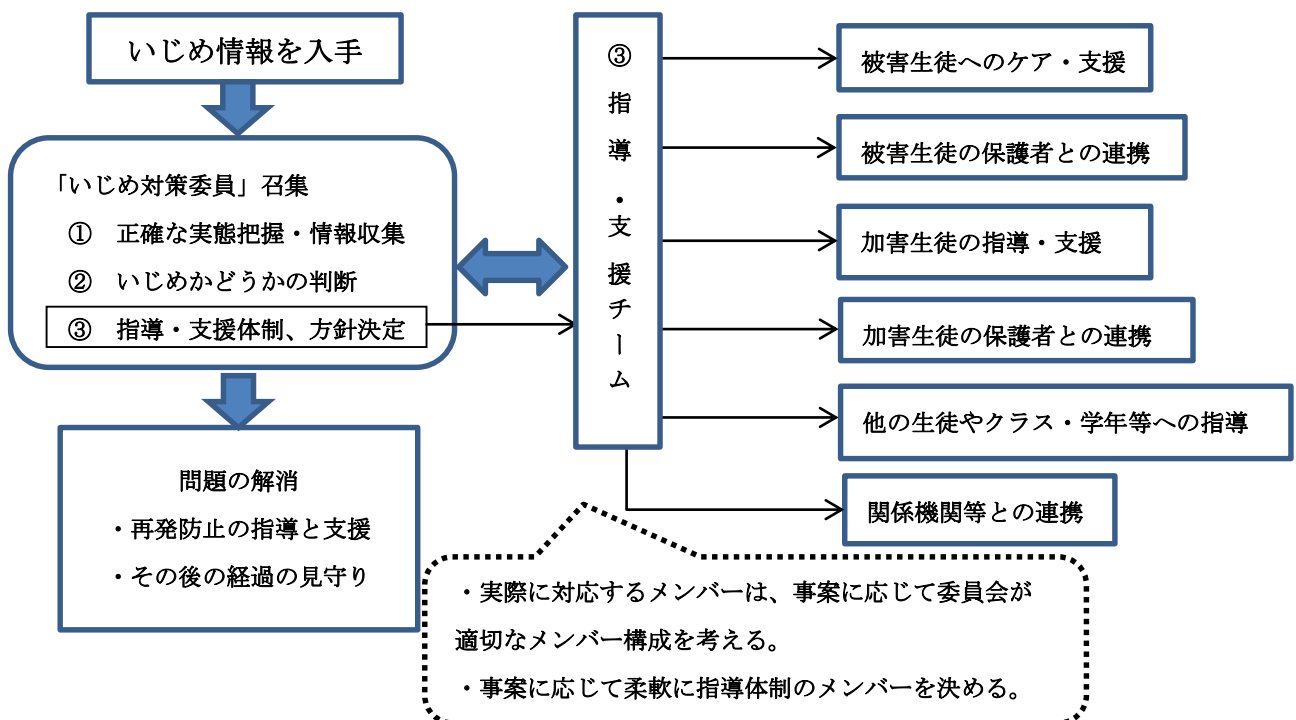 いじめ情報を入手
「いじめ対策委員」召集
① 正確な実態把握・情報収集
② いじめかどうかの判断
③ 指導・支援体制、方針決定
問題の解消
・再発防止の指導と支援
・その後の経過の見守り
③指導・支援チーム
被害生徒へのケア・支援
被害生徒の保護者との連携
加害生徒の指導・支援
加害生徒の保護者との連携
他の生徒やクラス・学年等への指導
関係機関等との連携
・実際に対応するメンバーは、事案に応じて委員会が
適切なメンバー構成を考える。
・事案に応じて柔軟に指導体制のメンバーを決める。